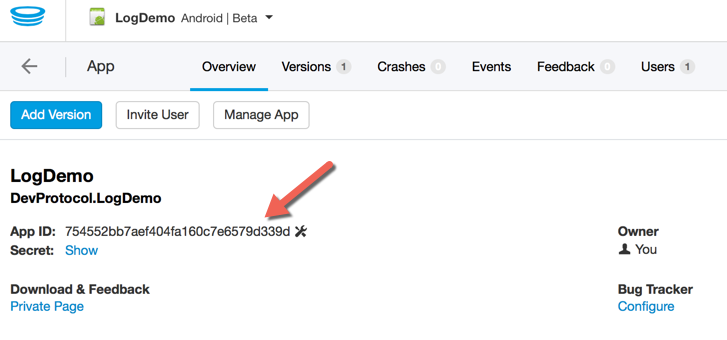 LogDemo Android | Beta
App Overview Versions 1 Crashes 0 Events Feedback 0 Users 1
Add Version Invite User Manage App
LogDemo
DevProtocol.LogDemo
App ID: 754552bb7aef404fa160c7e6579d339d
Secret: Show
Owner
You
Download & Feedback
Private Page
Bug Tracker
Configure